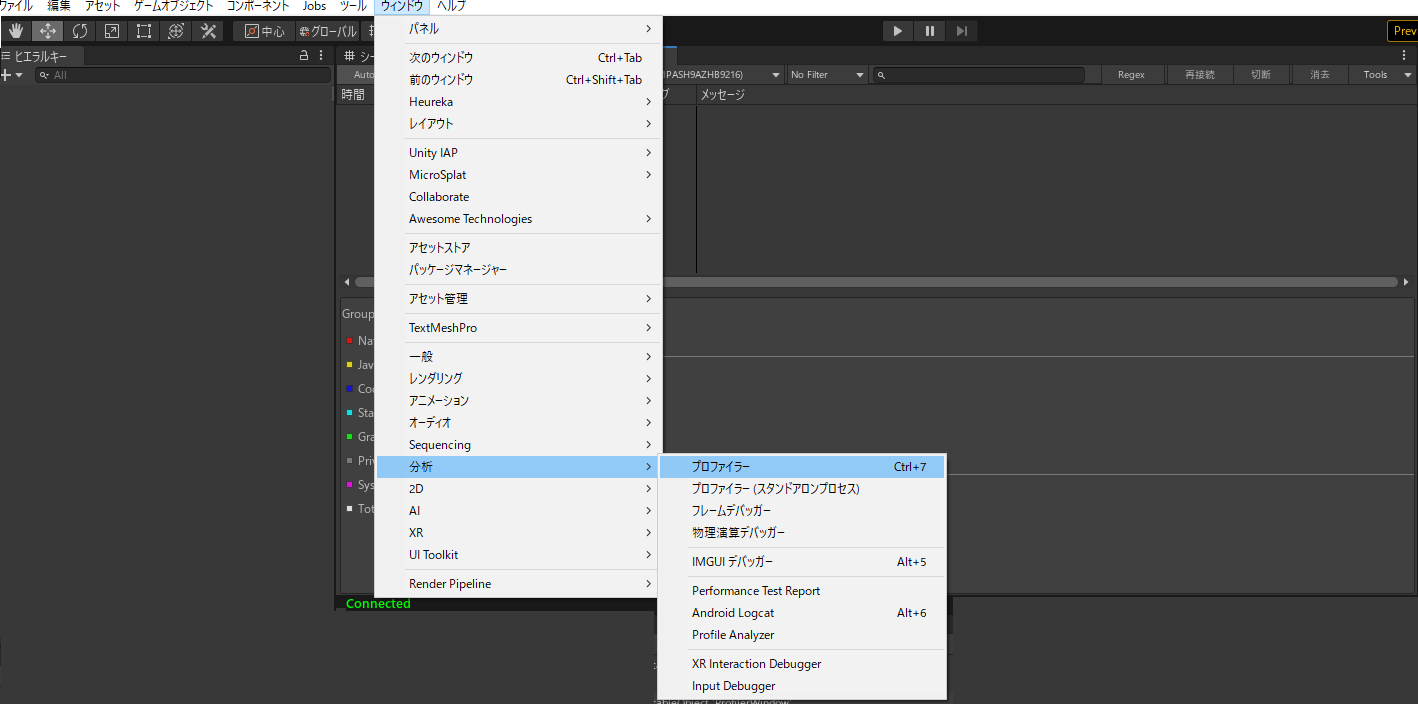 ファイル 編集 アセット ゲームオブジェクト コンポーネント Jobs ツール ウィンドウ ヘルプ
中心 グローバル
Prev
ヒエラルキー
All
シー
Auto
PASH9AZHB9216)
No Filter
Regex
再接続
切断
消去
Tools
時間
グ
メッセージ
パネル
次のウィンドウ Ctrl+Tab
前のウィンドウ Ctrl+Shift+Tab
Heureka
レイアウト
Unity IAP
MicroSplat
Collaborate
Awesome Technologies
アセットストア
パッケージマネージャー
アセット管理
TextMeshPro
一般
レンダリング
アニメーション
オーディオ
Sequencing
分析
2D
AI
XR
UI Toolkit
Render Pipeline
Group
Nat
Jav
Cod
Sta
Gra
Priv
Sys
Tot
Connected
プロファイラー Ctrl+7
プロファイラー (スタンドアロンプロセス)
フレームデバッガー
物理演算デバッガー
IMGUI デバッガー Alt+5
Performance Test Report
Android Logcat Alt+6
Profile Analyzer
XR Interaction Debugger
Input Debugger